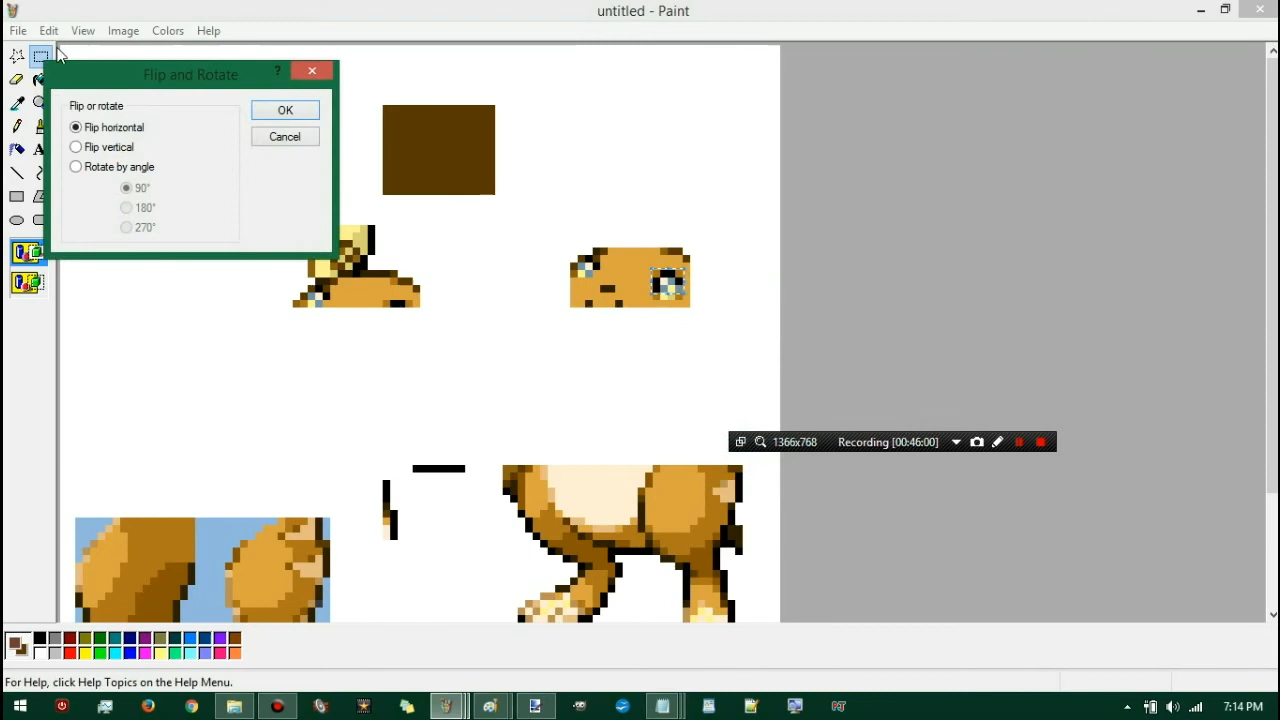 untitled - Paint
File Edit View Image Colors Help
Flip and Rotate
?
Flip or rotate
OK
Flip horizontal
Cancel
Flip vertical
Rotate by angle
90°
180°
270°
A
1366x768 Recording [00:46:00]
For Help, click Help Topics on the Help Menu.
7:14 PM